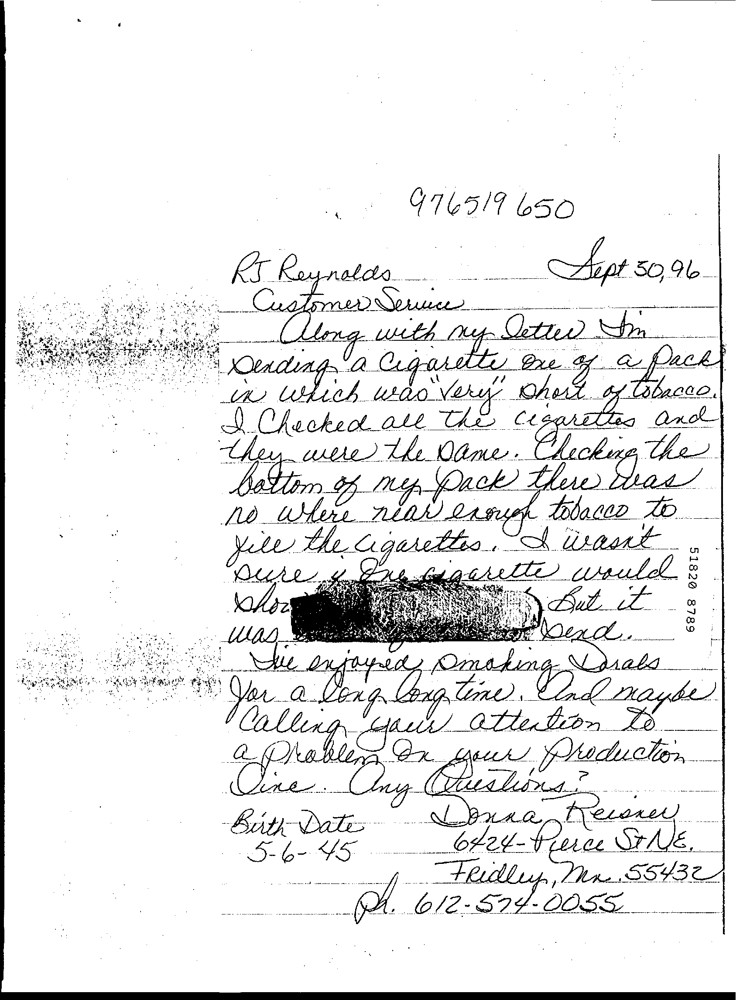 976519 650
RJ Reynolds Sept 30, 96
Customer Service
Along with my letter I'm
sending a Cigarette one of a pack
in which was "Very" short of tobacco.
I Checked all the cigarettes and
they were the same. Checking the
bottom of my pack there was
no where near enough tobacco to
fill the cigarettes. I wasn't
sure if One cigarette would
But it
was send.
I've enjoyed smoking Dorals
for a long long time. And maybe
Calling your attention to
a problem on your production
line. Any Questions?
Donna Reisner
Birth Date 6424-Pierce St NE.
5-6-45 Fridley, Mn. 55432
ph. 612-574-0055
51820 8789